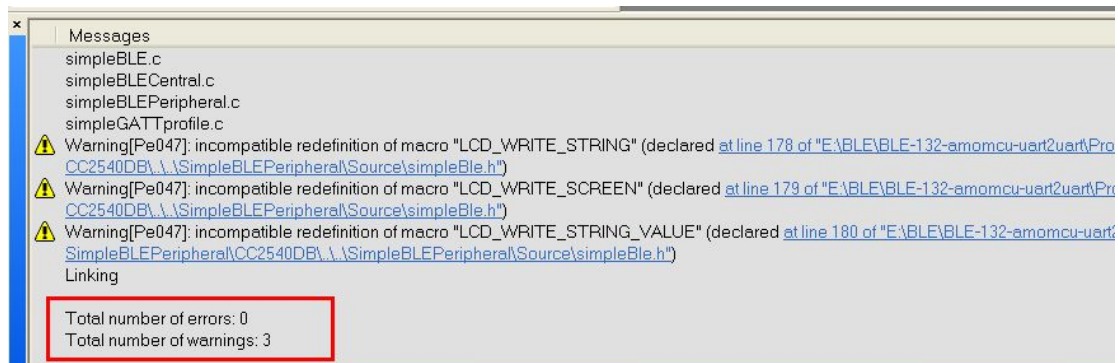 Messages
simpleBLE.c
simpleBLECentral.c
simpleBLEPeripheral.c
simpleGATTprofile.c
Warning[Pe047]: incompatible redefinition of macro "LCD_WRITE_STRING" (declared at line 178 of "E:\BLE\BLE-132-amomcu-uart2uart\Pro
CC2540DB\..\..\SimpleBLEPeripheral\Source\simpleBle.h")
Warning[Pe047]: incompatible redefinition of macro "LCD_WRITE_SCREEN" (declared at line 179 of "E:\BLE\BLE-132-amomcu-uart2uart\Pro
CC2540DB\..\..\SimpleBLEPeripheral\Source\simpleBle.h")
Warning[Pe047]: incompatible redefinition of macro "LCD_WRITE_STRING_VALUE" (declared at line 180 of "E:\BLE\BLE-132-amomcu-uart2
SimpleBLEPeripheral\CC2540DB\..\..\SimpleBLEPeripheral\Source\simpleBle.h")
Linking
Total number of errors: 0
Total number of warnings: 3